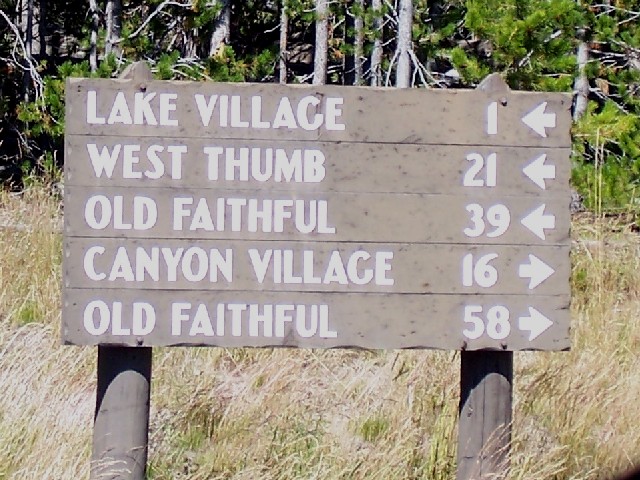 LAKE VILLAGE 1 ←
WEST THUMB 21 ←
OLD FAITHFUL 39 ←
CANYON VILLAGE 16 →
OLD FAITHFUL 58 →